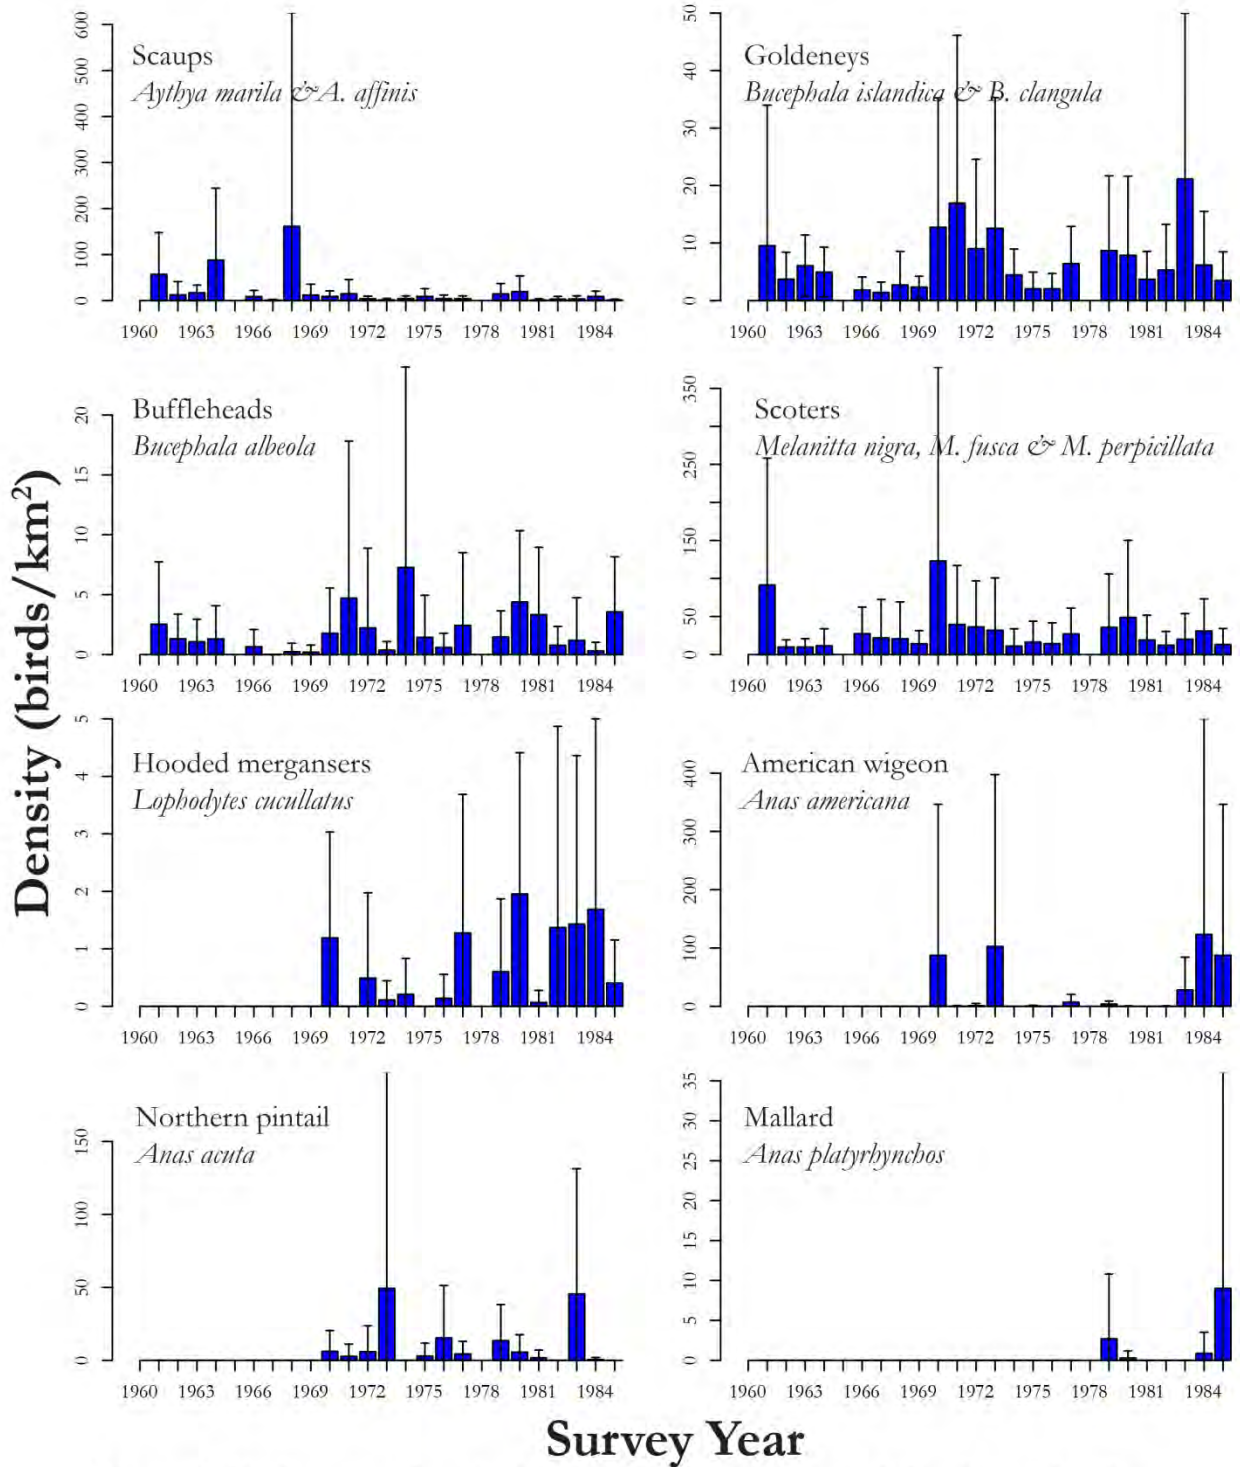 Density (birds/km²)
Scaups
Aythya marila & A. affinis
0 100 200 300 400 500 600
1960 1963 1966 1969 1972 1975 1978 1981 1984
Goldeneys
Bucephala islandica & B. clangula
0 10 20 30 40 50
1960 1963 1966 1969 1972 1975 1978 1981 1984
Buffleheads
Bucephala albeola
0 5 10 15 20
1960 1963 1966 1969 1972 1975 1978 1981 1984
Scoters
Melanitta nigra, M. fusca & M. perpicillata
0 50 150 250 350
1960 1963 1966 1969 1972 1975 1978 1981 1984
Hooded mergansers
Lophodytes cucullatus
0 1 2 3 4 5
1960 1963 1966 1969 1972 1975 1978 1981 1984
American wigeon
Anas americana
0 100 200 300 400
1960 1963 1966 1969 1972 1975 1978 1981 1984
Northern pintail
Anas acuta
0 50 100 150
1960 1963 1966 1969 1972 1975 1978 1981 1984
Mallard
Anas platyrhynchos
0 5 10 15 20 25 30 35
1960 1963 1966 1969 1972 1975 1978 1981 1984
Survey Year